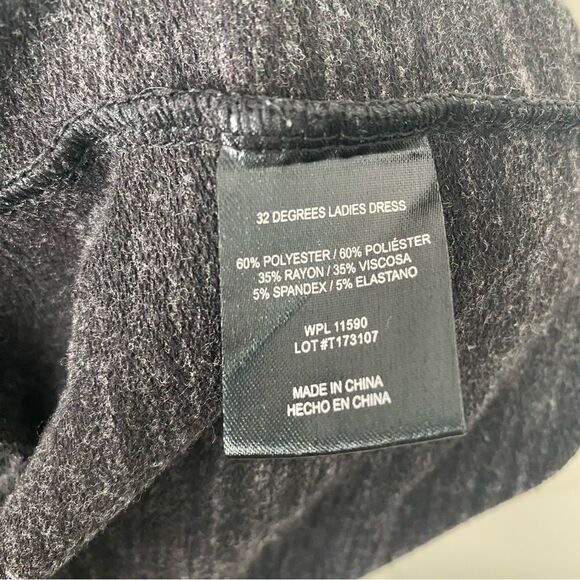 32 DEGREES LADIES DRESS
60% POLYESTER / 60% POLIÉSTER
35% RAYON / 35% VISCOSA
5% SPANDEX / 5% ELASTANO
WPL 11590
LOT #T173107
MADE IN CHINA
HECHO EN CHINA